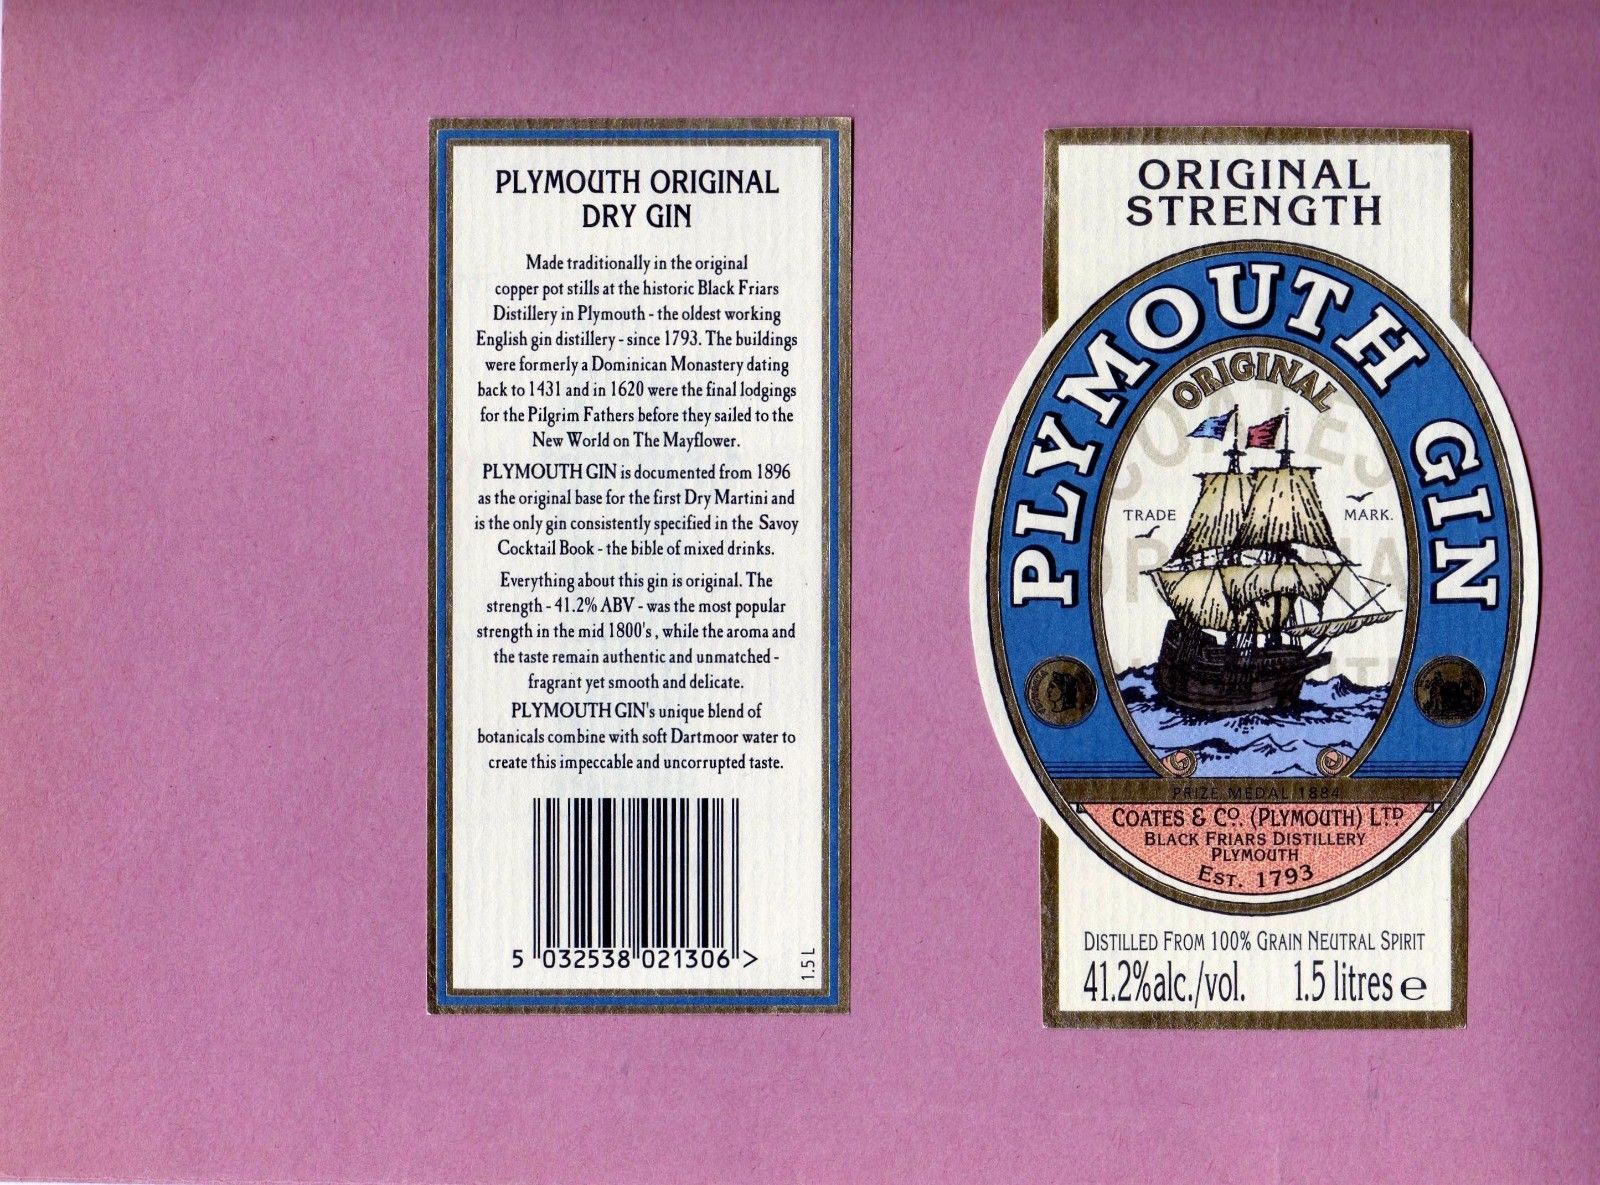 PLYMOUTH ORIGINAL
DRY GIN
Made traditionally in the original
copper pot stills at the historic Black Friars
Distillery in Plymouth - the oldest working
English gin distillery - since 1793. The buildings
were formerly a Dominican Monastery dating
back to 1431 and in 1620 were the final lodgings
for the Pilgrim Fathers before they sailed to the
New World on The Mayflower.
PLYMOUTH GIN is documented from 1896
as the original base for the first Dry Martini and
is the only gin consistently specified in the Savoy
Cocktail Book - the bible of mixed drinks.
Everything about this gin is original. The
strength - 41.2% ABV - was the most popular
strength in the mid 1800's, while the aroma and
the taste remain authentic and unmatched -
fragrant yet smooth and delicate.
PLYMOUTH GIN's unique blend of
botanicals combine with soft Dartmoor water to
create this impeccable and uncorrupted taste.
5 032538 021306 >
1.5 L
ORIGINAL
STRENGTH
PLYMOUTH GIN
ORIGINAL
TRADE MARK.
PRIZE MEDAL 1884
COATES & CO. (PLYMOUTH) LTD
BLACK FRIARS DISTILLERY
PLYMOUTH
EST. 1793
DISTILLED FROM 100% GRAIN NEUTRAL SPIRIT
41.2%alc./vol. 1.5 litres e